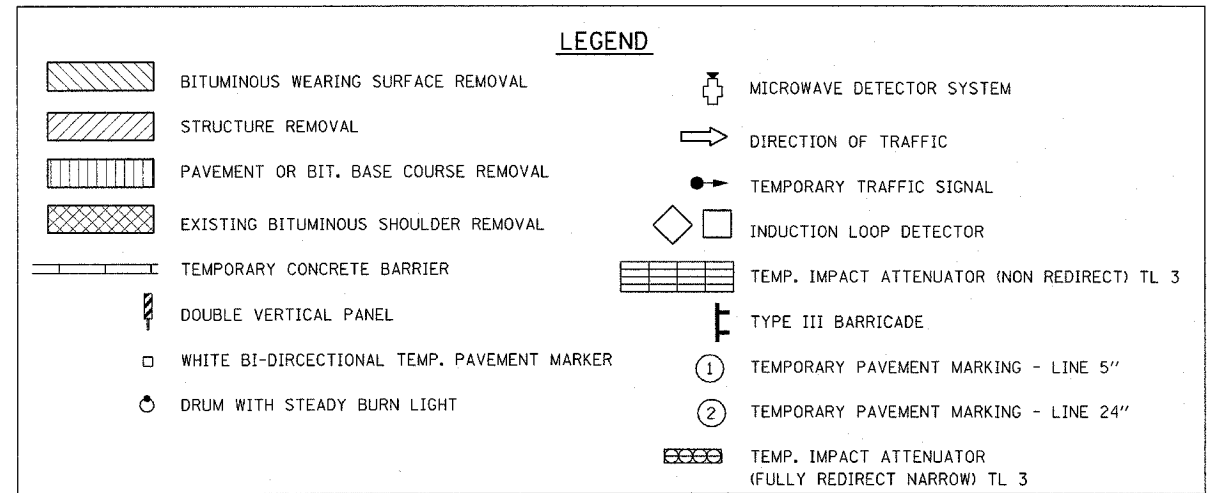 LEGEND
BITUMINOUS WEARING SURFACE REMOVAL
STRUCTURE REMOVAL
PAVEMENT OR BIT. BASE COURSE REMOVAL
EXISTING BITUMINOUS SHOULDER REMOVAL
TEMPORARY CONCRETE BARRIER
DOUBLE VERTICAL PANEL
WHITE BI-DIRCECTIONAL TEMP. PAVEMENT MARKER
DRUM WITH STEADY BURN LIGHT
MICROWAVE DETECTOR SYSTEM
DIRECTION OF TRAFFIC
TEMPORARY TRAFFIC SIGNAL
INDUCTION LOOP DETECTOR
TEMP. IMPACT ATTENUATOR (NON REDIRECT) TL 3
TYPE III BARRICADE
1 TEMPORARY PAVEMENT MARKING - LINE 5"
2 TEMPORARY PAVEMENT MARKING - LINE 24"
TEMP. IMPACT ATTENUATOR
(FULLY REDIRECT NARROW) TL 3